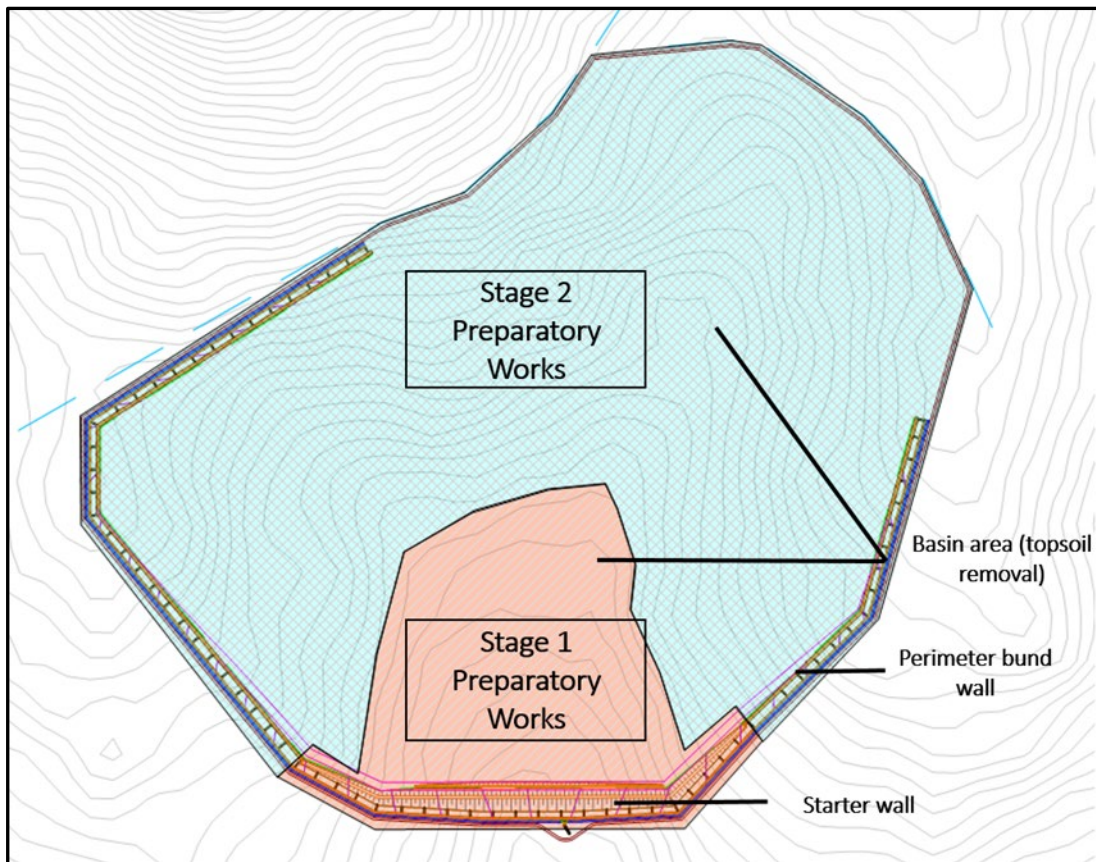 Stage 2
Preparatory
Works
Basin area (topsoil
removal)
Stage 1
Preparatory
Works
Perimeter bund
wall
Starter wall